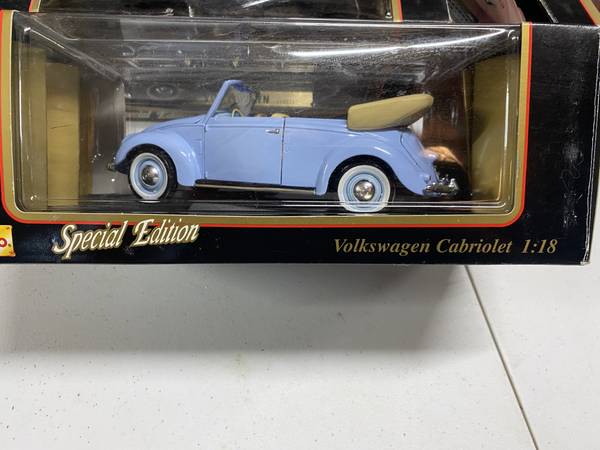 Special Edition
Volkswagen Cabriolet 1:18